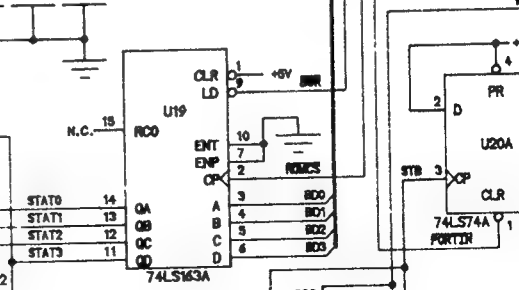 CLR 1 +5V
LD 9
U19
4
PR
N.C. 15 RCO
ENT 10
ENP 7
2 D
U20A
CP 2 ROMCS
STB 3 CP
CLR
STAT0 14 QA
A 3 BD0
STAT1 13 QB
B 4 BD1
STAT2 12 QC
C 5 BD2
STAT3 11 QD
D 6 BD3
74LS163A
74LS74A
PORTIN
1
2